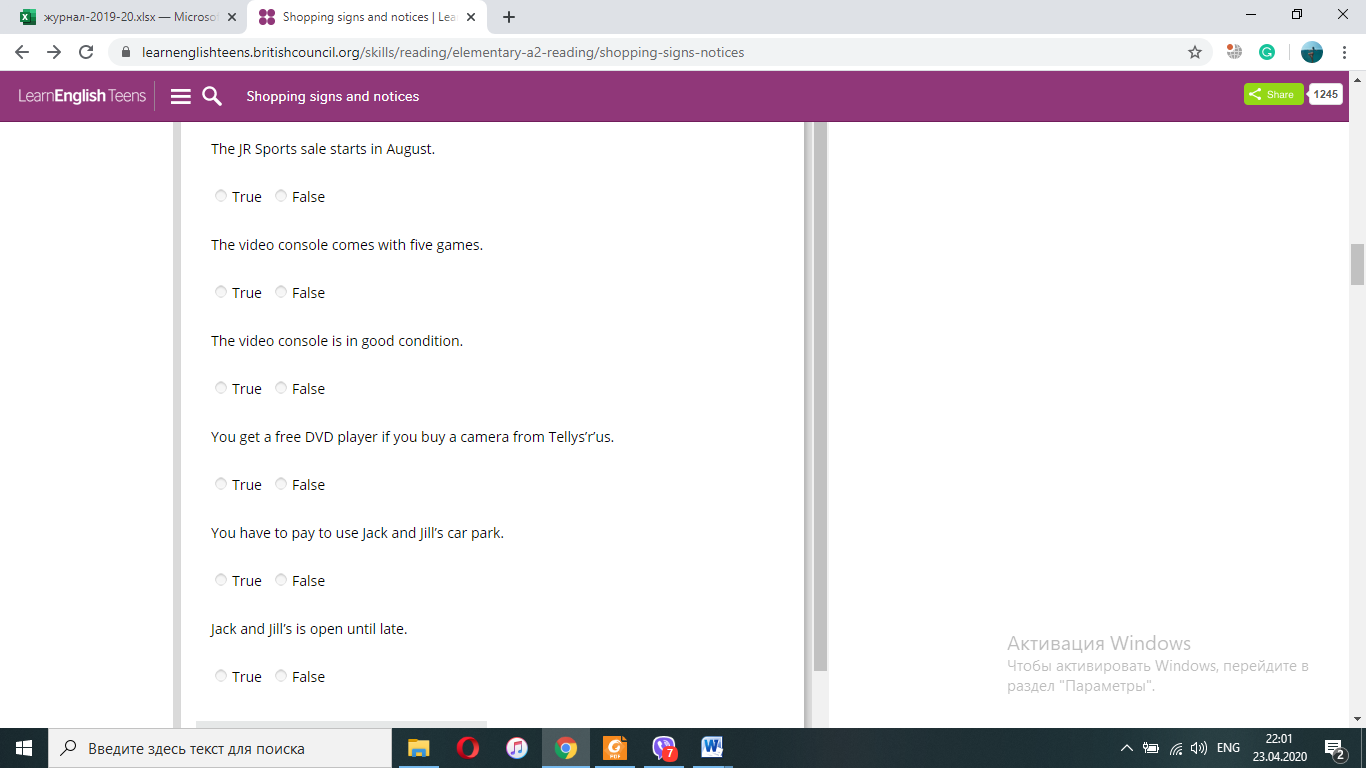 журнал-2019-20.xlsx — Microsof
Shopping signs and notices | Lea
learnenglishteens.britishcouncil.org/skills/reading/elementary-a2-reading/shopping-signs-notices
LearnEnglish Teens
Shopping signs and notices
Share
1245
The JR Sports sale starts in August.
True False
The video console comes with five games.
True False
The video console is in good condition.
True False
You get a free DVD player if you buy a camera from Tellys’r’us.
True False
You have to pay to use Jack and Jill’s car park.
True False
Jack and Jill’s is open until late.
True False
Активация Windows
Чтобы активировать Windows, перейдите в
раздел "Параметры".
Введите здесь текст для поиска
PDF
7
W
ENG
22:01
23.04.2020
2